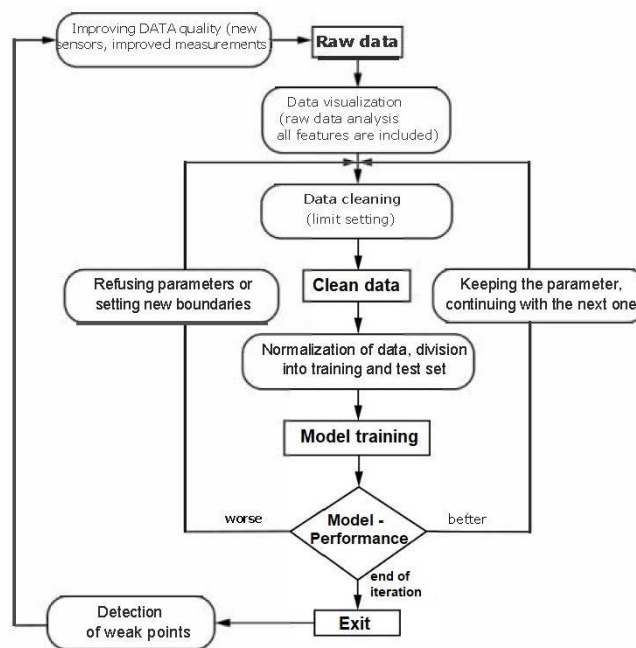 Improving DATA quality (new
sensors, improved measurements
Raw data
Data visualization
(raw data analysis
all features are included)
Data cleaning
(limit setting)
Refusing parameters or
setting new boundaries
Clean data
Keeping the parameter,
continuing with the next one
Normalization of data, division
into training and test set
Model training
worse
Model -
Performance
better
end of
iteration
Detection
of weak points
Exit